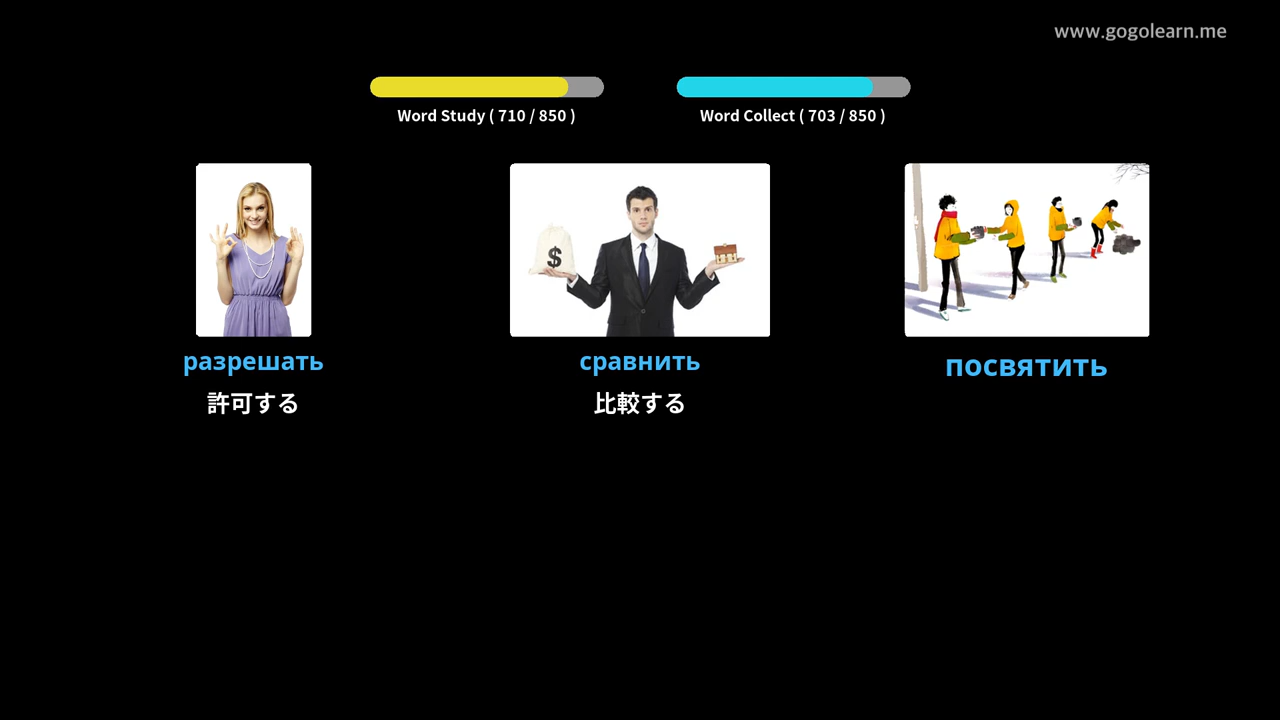 www.gogolearn.me
Word Study ( 710 / 850 )
Word Collect ( 703 / 850 )
$
разрешать
сравнить
посвятить
許可する
比較する